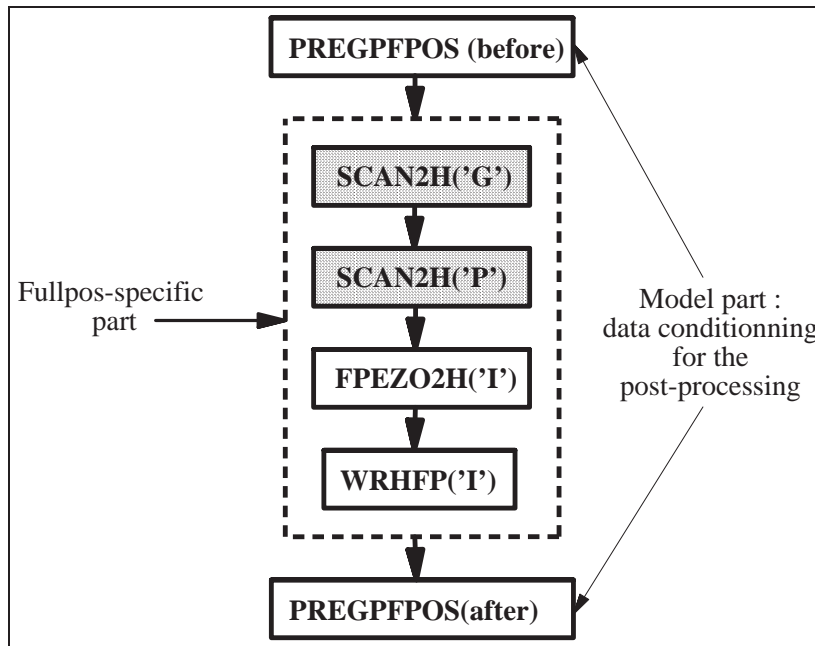 PREGPFPOS (before)
SCAN2H('G')
SCAN2H('P')
Fullpos-specific
part
FPEZO2H('I')
WRHFP('I')
Model part :
data conditionning
for the
post-processing
PREGPFPOS(after)